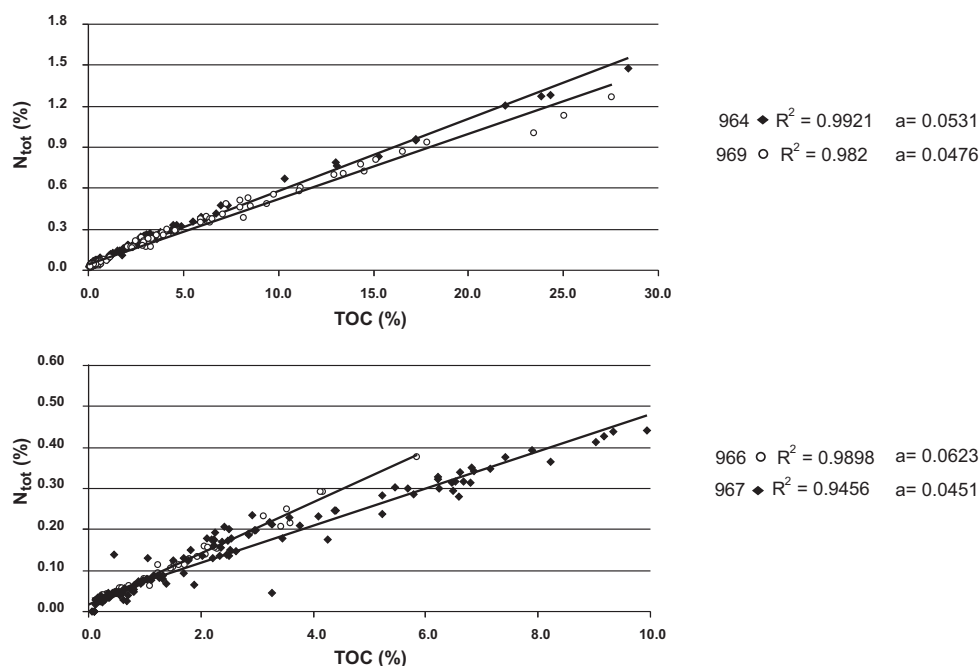 1.8
1.5
1.2
0.9
0.6
0.3
0.0
N_tot (%)
0.0 5.0 10.0 15.0 20.0 25.0 30.0
TOC (%)
964 ◆ R² = 0.9921 a= 0.0531
969 ○ R² = 0.982 a= 0.0476
0.60
0.50
0.40
0.30
0.20
0.10
0.00
N_tot (%)
0.0 2.0 4.0 6.0 8.0 10.0
TOC (%)
966 ○ R² = 0.9898 a= 0.0623
967 ◆ R² = 0.9456 a= 0.0451